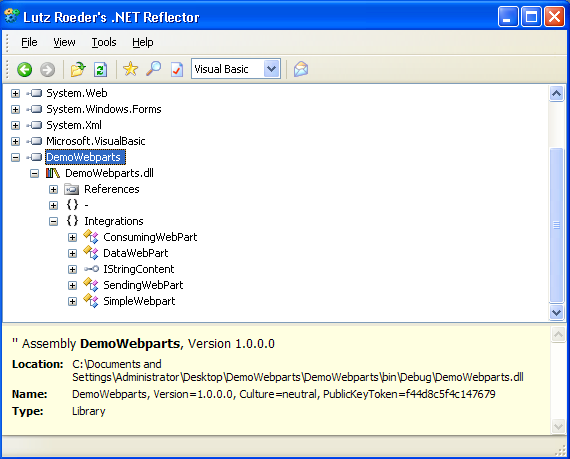 Lutz Roeder's .NET Reflector
File View Tools Help
Visual Basic
System.Web
System.Windows.Forms
System.Xml
Microsoft.VisualBasic
DemoWebparts
DemoWebparts.dll
References
{} -
{} Integrations
ConsumingWebPart
DataWebPart
IStringContent
SendingWebPart
SimpleWebpart
'' Assembly DemoWebparts, Version 1.0.0.0
Location: C:\Documents and
Settings\Administrator\Desktop\DemoWebparts\DemoWebparts\bin\Debug\DemoWebparts.dll
Name: DemoWebparts, Version=1.0.0.0, Culture=neutral, PublicKeyToken=f44d8c5f4c147679
Type: Library